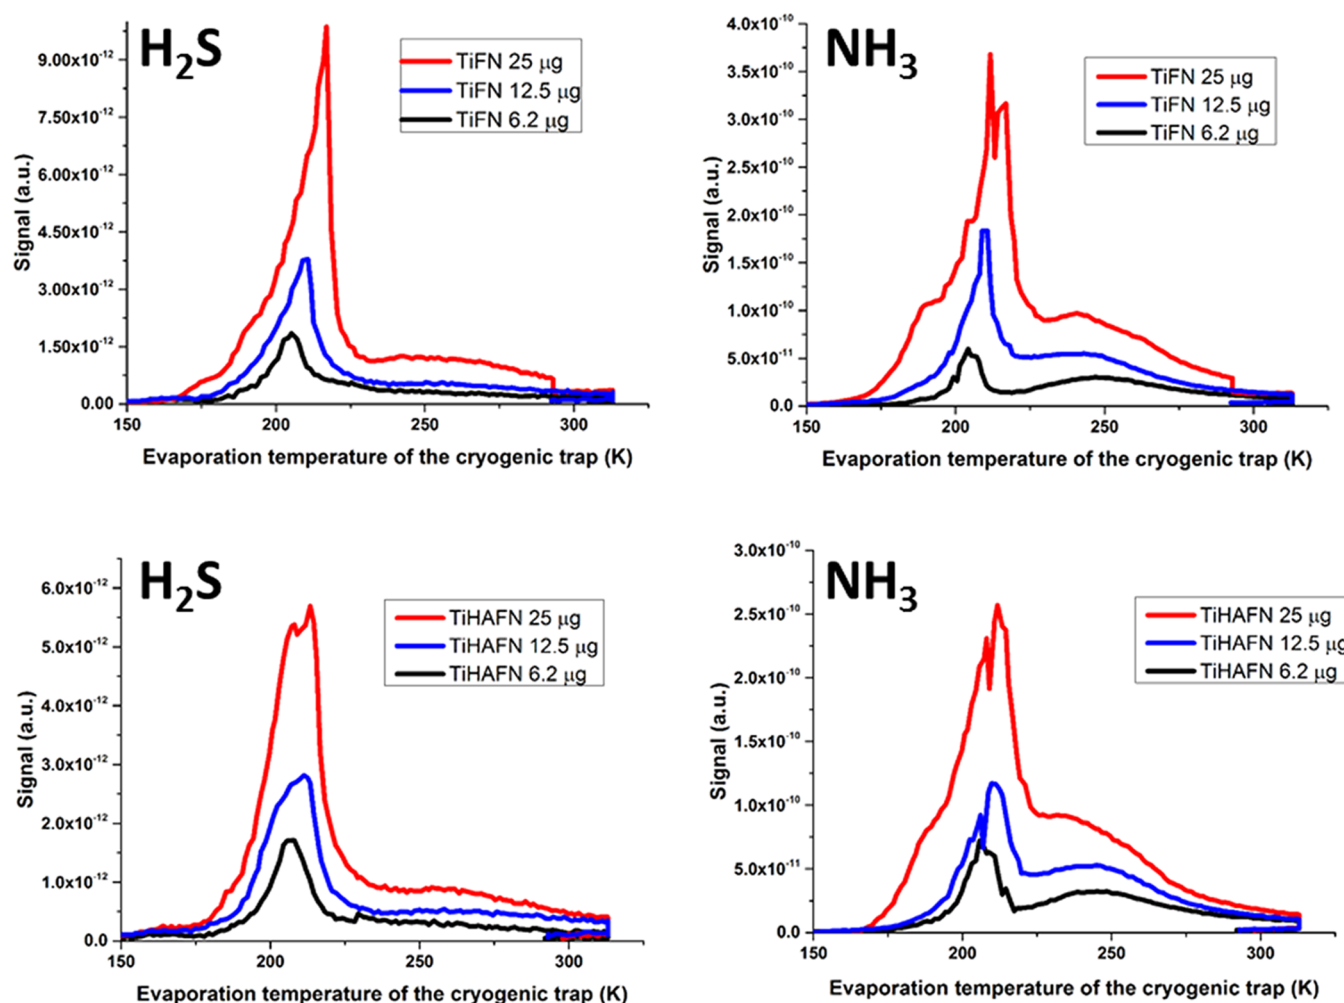 H2S
TiFN 25 μg
TiFN 12.5 μg
TiFN 6.2 μg
9.00x10-12
7.50x10-12
6.00x10-12
4.50x10-12
3.00x10-12
1.50x10-12
0.00
Signal (a.u.)
150 200 250 300
Evaporation temperature of the cryogenic trap (K)
NH3
TiFN 25 μg
TiFN 12.5 μg
TiFN 6.2 μg
4.0x10-10
3.5x10-10
3.0x10-10
2.5x10-10
2.0x10-10
1.5x10-10
1.0x10-10
5.0x10-11
0.0
Signal (a.u.)
150 200 250 300
Evaporation temperature of the cryogenic trap (K)
H2S
TiHAFN 25 μg
TiHAFN 12.5 μg
TiHAFN 6.2 μg
6.0x10-12
5.0x10-12
4.0x10-12
3.0x10-12
2.0x10-12
1.0x10-12
0.0
Signal (a.u.)
150 200 250 300
Evaporation temperature of the cryogenic trap (K)
NH3
TiHAFN 25 μg
TiHAFN 12.5 μg
TiHAFN 6.2 μg
3.0x10-10
2.5x10-10
2.0x10-10
1.5x10-10
1.0x10-10
5.0x10-11
0.0
Signal (a.u.)
150 200 250 300
Evaporation temperature of the cryogenic trap (K)